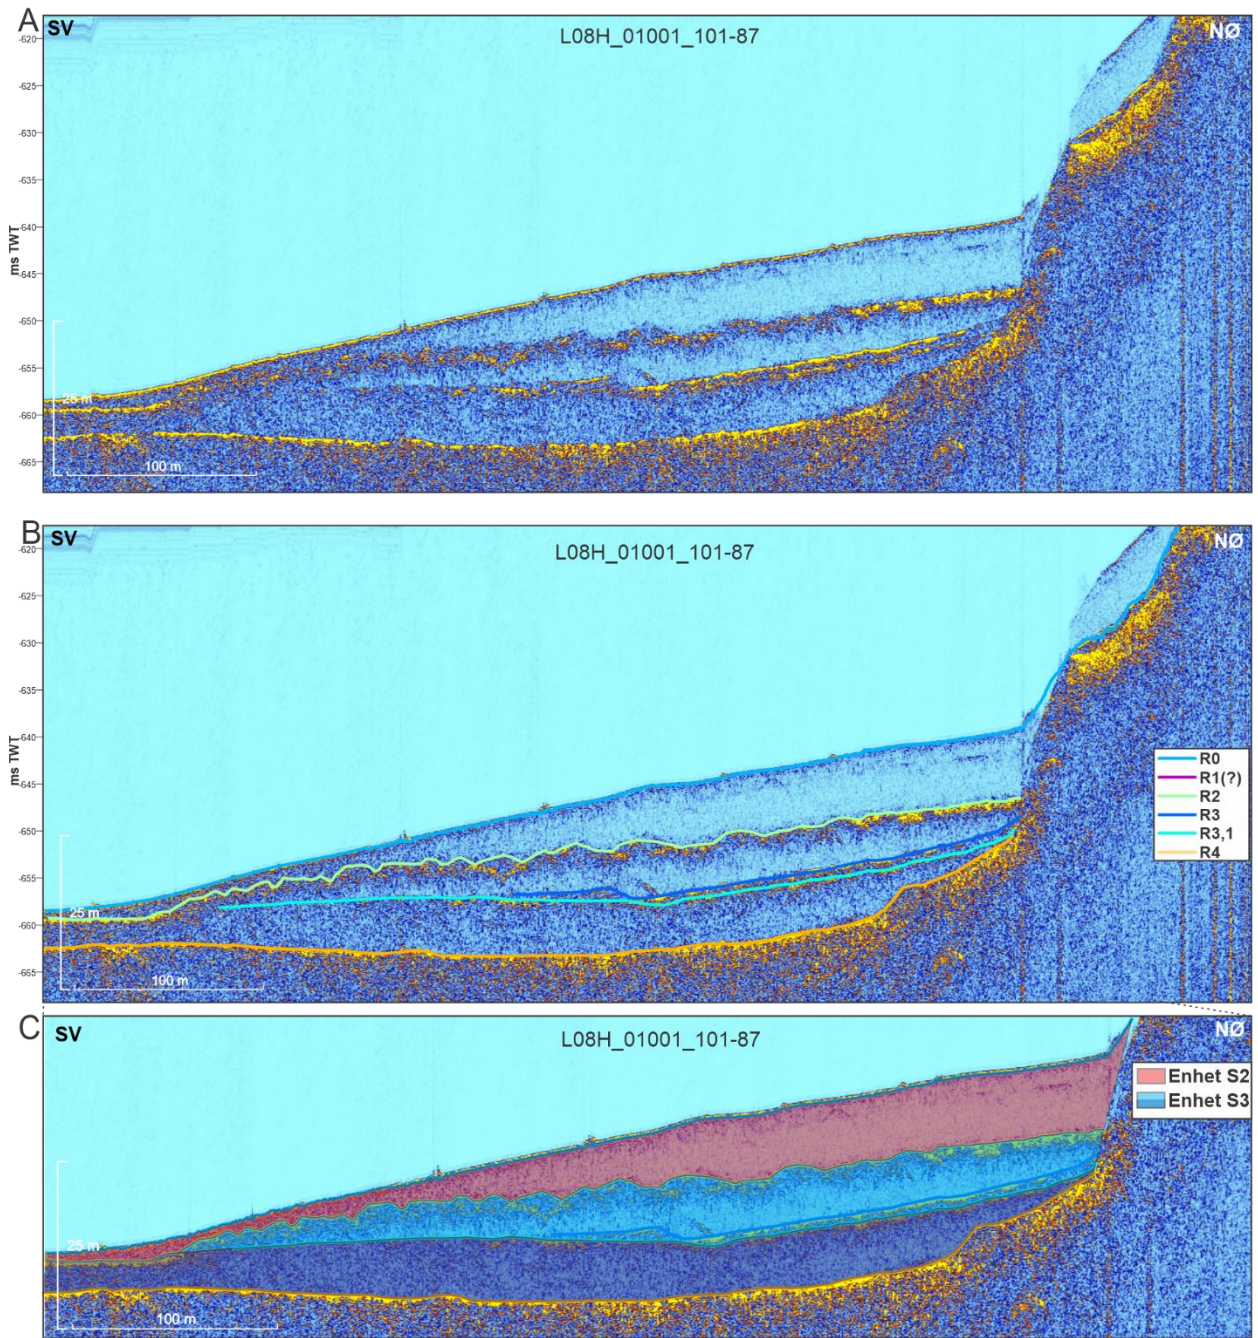 A
SV
L08H_01001_101-87
NØ
-620
-625
-630
-635
-640
ms TWT
-645
-650
-655
25 m
-660
-665
100 m
B
SV
L08H_01001_101-87
NØ
-620
-625
-630
-635
-640
ms TWT
-645
-650
-655
-660
-665
25 m
100 m
R0
R1(?)
R2
R3
R3,1
R4
C
SV
L08H_01001_101-87
NØ
Enhet S2
Enhet S3
25 m
100 m